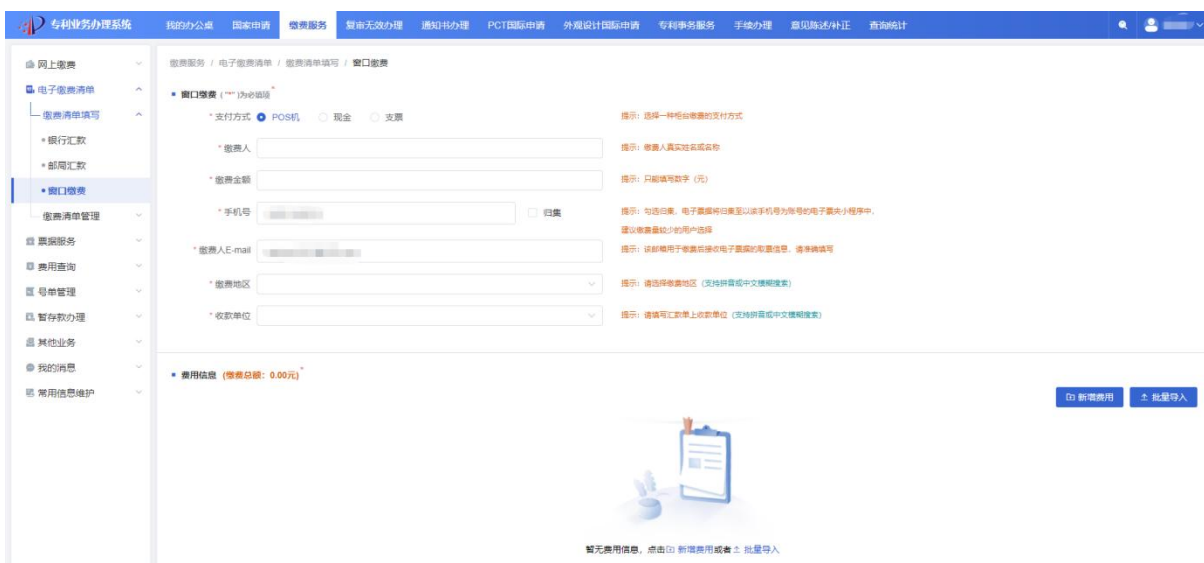 专利业务办理系统
我的办公桌 国家申请 缴费服务 复审无效办理 通知书办理 PCT国际申请 外观设计国际申请 专利事务服务 手续办理 意见陈述/补正 查询统计
网上缴费
电子缴费清单
缴费清单填写
银行汇款
邮局汇款
窗口缴费
缴费清单管理
票据服务
费用查询
号单管理
暂存款办理
其他业务
我的消息
常用信息维护
缴费服务 / 电子缴费清单 / 缴费清单填写 / 窗口缴费
窗口缴费 ("*")为必填项*
* 支付方式 POS机 现金 支票 提示: 选择一种柜台缴费的支付方式
* 缴费人 提示: 缴费人真实姓名或名称
* 缴费金额 提示: 只能填写数字 (元)
* 手机号 归集 提示: 勾选归集, 电子票据将归集至以该手机号为账号的电子票夹小程序中,
建议缴费量较少的用户选择
* 缴费人E-mail 提示: 该邮箱用于缴费后接收电子票据的取票信息, 请准确填写
* 缴费地区 提示: 请选择缴费地区 (支持拼音或中文模糊搜索)
* 收款单位 提示: 请填写汇款单上收款单位 (支持拼音或中文模糊搜索)
费用信息 (缴费总额: 0.00元)*
新增费用 批量导入
暂无费用信息, 点击 新增费用或者 批量导入